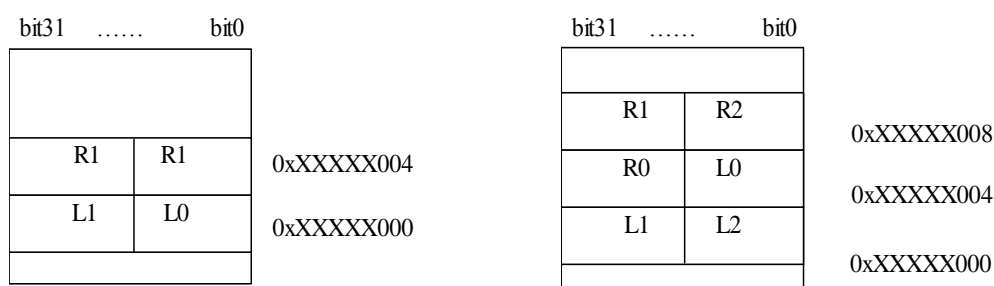 bit31 …… bit0
R1 R1 0xXXXXX004
L1 L0 0xXXXXX000
bit31 …… bit0
R1 R2 0xXXXXX008
R0 L0 0xXXXXX004
L1 L2 0xXXXXX000